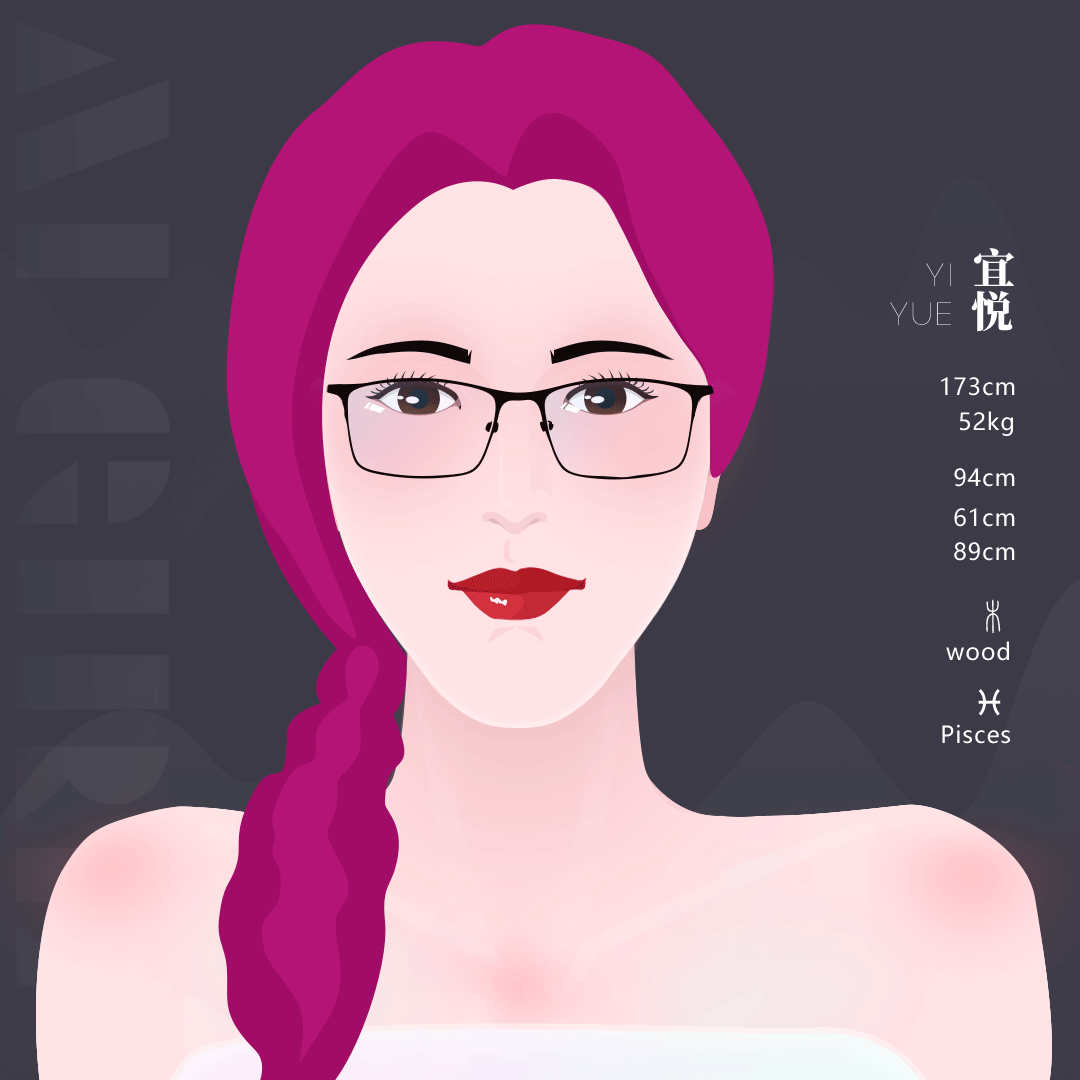 YI 宜
YUE 悦
173cm
52kg
94cm
61cm
89cm
wood
Pisces